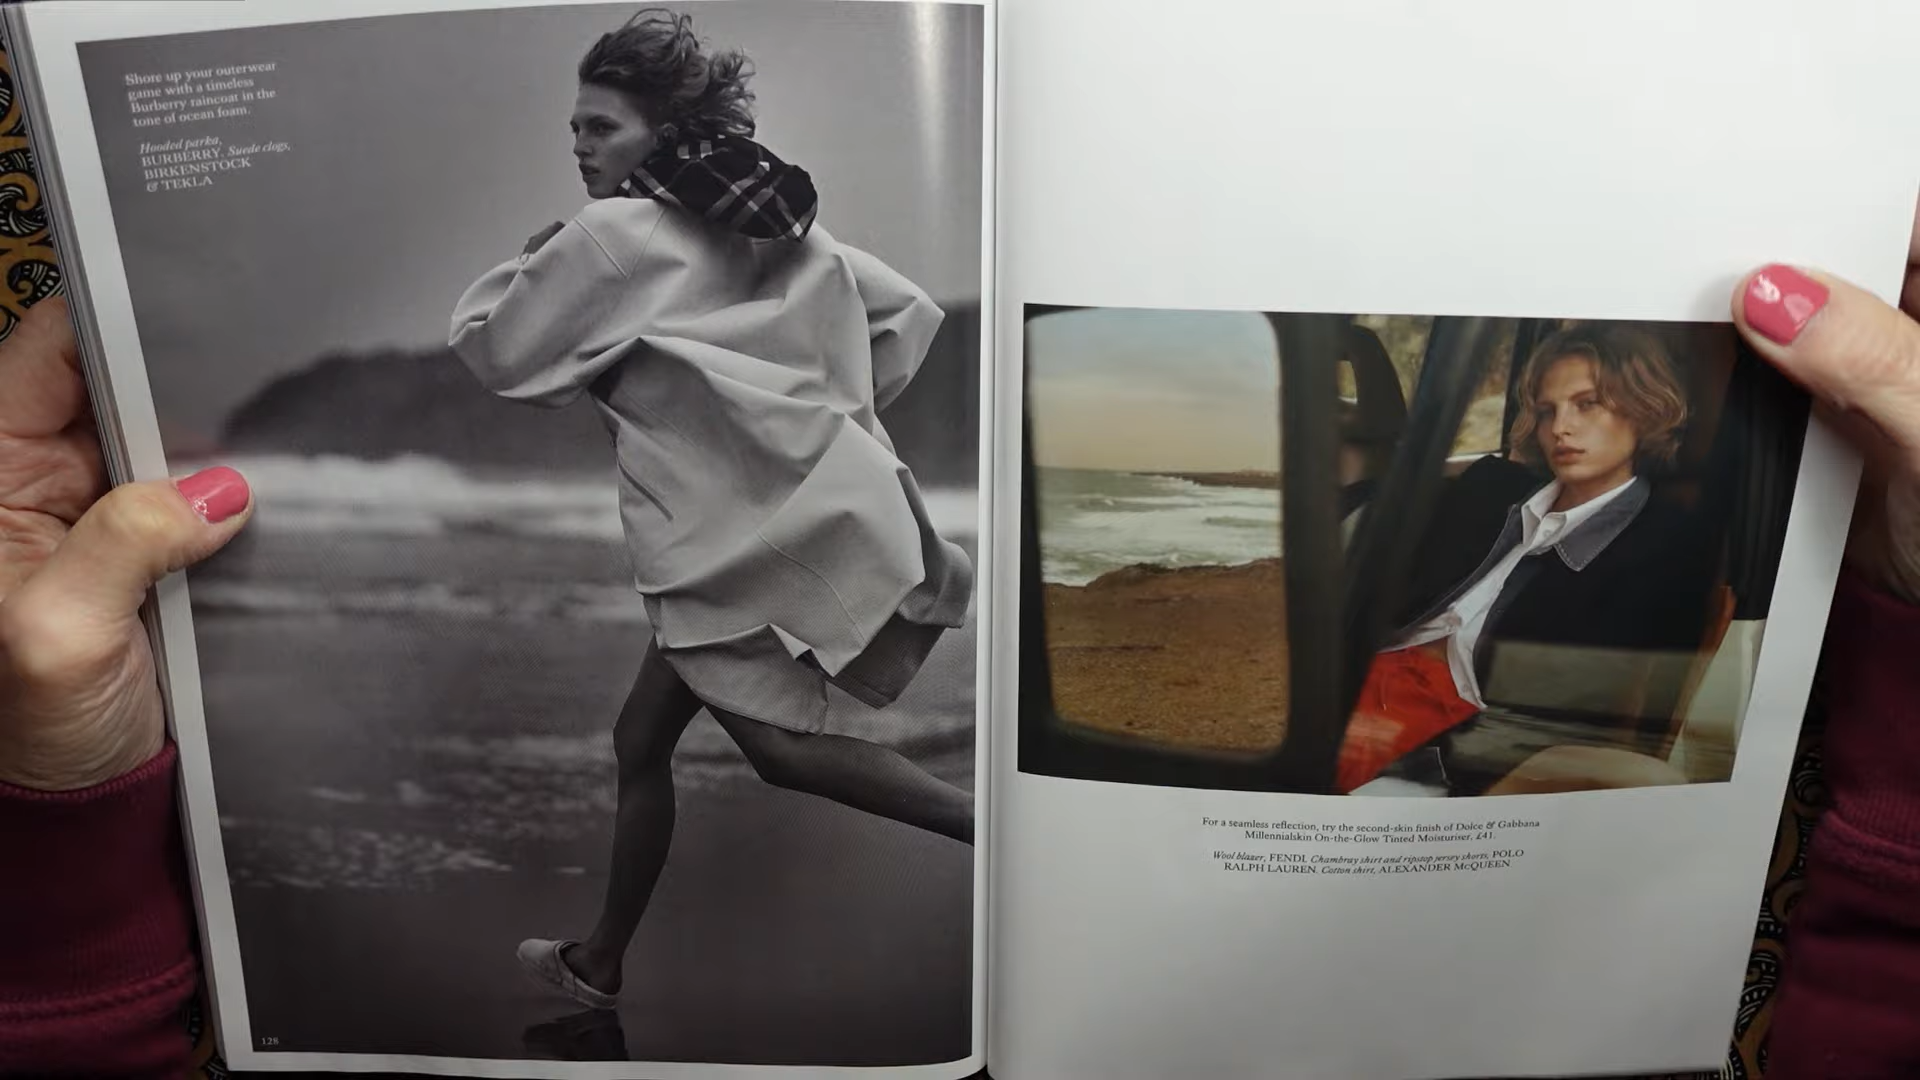 Shore up your outerwear
game with a timeless
Burberry raincoat in the
tone of ocean foam.
Hooded parka,
BURBERRY. Suede clogs,
BIRKENSTOCK
& TEKLA
128
For a seamless reflection, try the second-skin finish of Dolce & Gabbana
Millennialskin On-the-Glow Tinted Moisturiser, £41.
Wool blazer, FENDI. Chambray shirt and ripstop jersey shorts, POLO
RALPH LAUREN. Cotton shirt, ALEXANDER McQUEEN